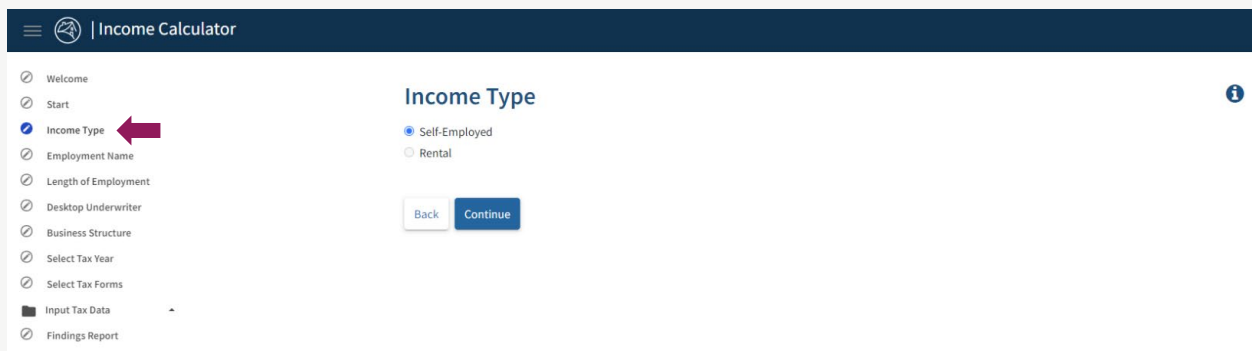 | Income Calculator
Welcome
Start
Income Type
Employment Name
Length of Employment
Desktop Underwriter
Business Structure
Select Tax Year
Select Tax Forms
Input Tax Data
Findings Report
Income Type
Self-Employed
Rental
Back
Continue